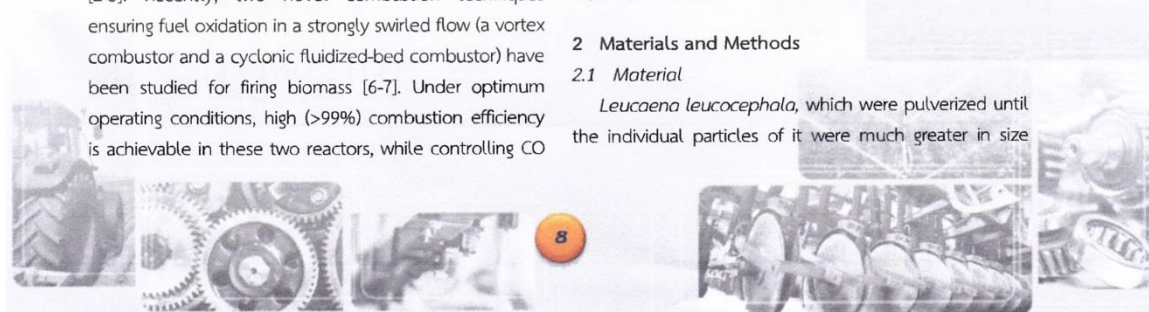 ensuring fuel oxidation in a strongly swirled flow (a vortex
combustor and a cyclonic fluidized-bed combustor) have
been studied for firing biomass [6-7]. Under optimum
operating conditions, high (>99%) combustion efficiency
is achievable in these two reactors, while controlling CO
2 Materials and Methods
2.1 Material
Leucaena leucocephala, which were pulverized until
the individual particles of it were much greater in size
8